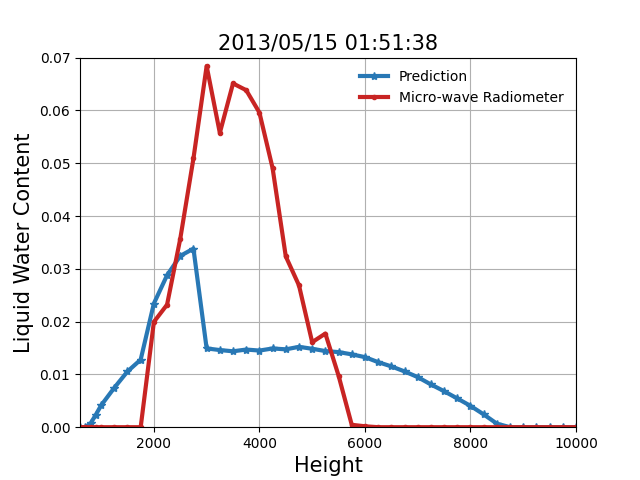 2013/05/15 01:51:38
0.07
0.06
0.05
0.04
0.03
0.02
0.01
0.00
Liquid Water Content
Prediction
Micro-wave Radiometer
2000 4000 6000 8000 10000
Height